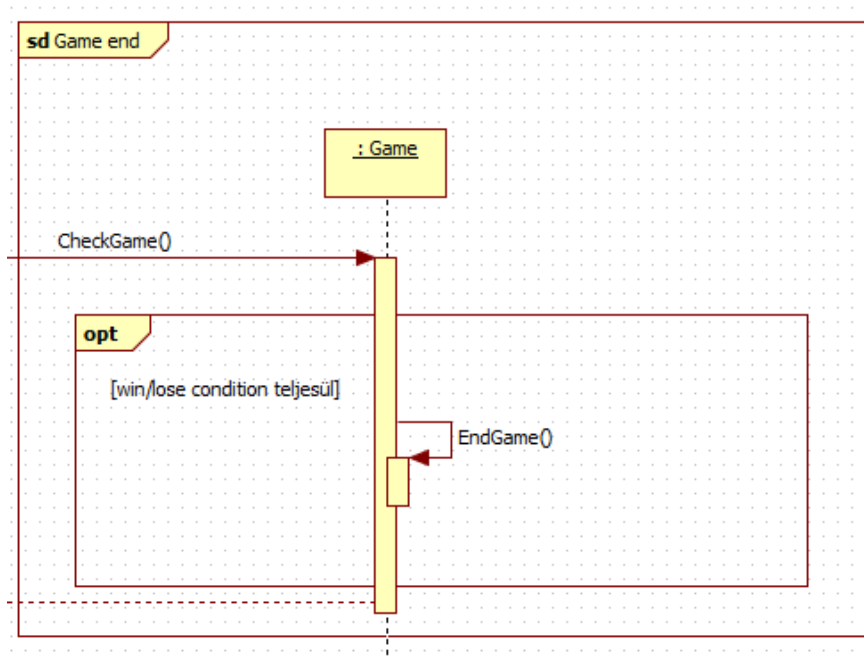 sd Game end
: Game
CheckGame()
opt
[win/lose condition teljesül]
EndGame()